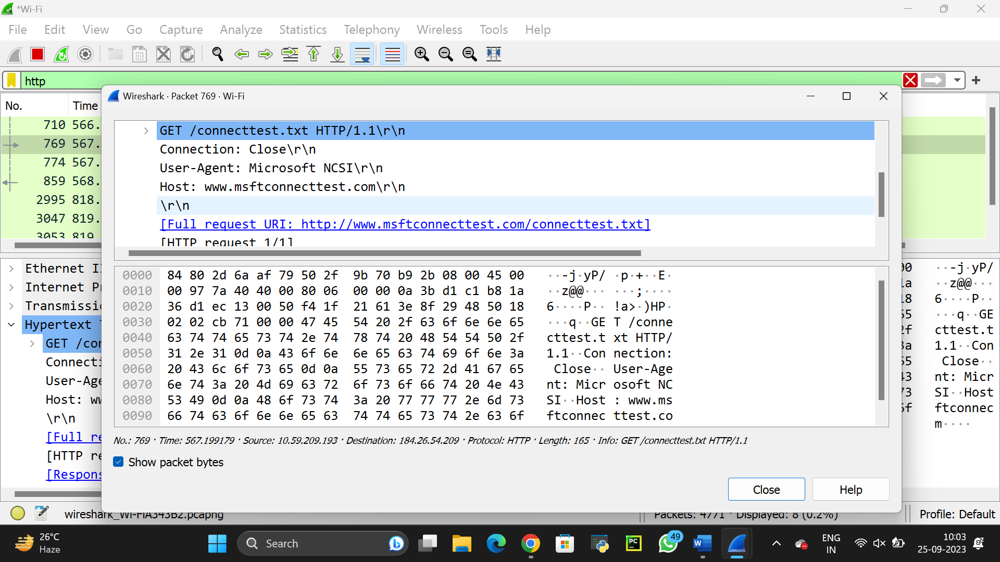 *Wi-Fi
File Edit View Go Capture Analyze Statistics Telephony Wireless Tools Help
http
Wireshark · Packet 769 · Wi-Fi
No. Time
710 566.
769 567.
774 567.
859 568.
2995 818.
3047 819.
3053 819.
GET /connecttest.txt HTTP/1.1\r\n
Connection: Close\r\n
User-Agent: Microsoft NCSI\r\n
Host: www.msftconnecttest.com\r\n
\r\n
[Full request URI: http://www.msftconnecttest.com/connecttest.txt]
[HTTP request 1/1]
0000 84 80 2d 6a af 79 50 2f 9b 70 b9 2b 08 00 45 00 ··-j·yP/ ·p·+··E·
0010 00 97 7a 40 40 00 80 06 00 00 0a 3b d1 c1 b8 1a ··z@@··· ···;····
0020 36 d1 ec 13 00 50 f4 1f 21 61 3e 8f 29 48 50 18 6····P·· !a>·)HP·
0030 02 02 cb 71 00 00 47 45 54 20 2f 63 6f 6e 6e 65 ···q··GE T /conne
0040 63 74 74 65 73 74 2e 74 78 74 20 48 54 54 50 2f cttest.t xt HTTP/
0050 31 2e 31 0d 0a 43 6f 6e 6e 65 63 74 69 6f 6e 3a 1.1··Con nection:
0060 20 43 6c 6f 73 65 0d 0a 55 73 65 72 2d 41 67 65 Close·· User-Age
0070 6e 74 3a 20 4d 69 63 72 6f 73 6f 66 74 20 4e 43 nt: Micr osoft NC
0080 53 49 0d 0a 48 6f 73 74 3a 20 77 77 77 2e 6d 73 SI··Host : www.ms
0090 66 74 63 6f 6e 6e 65 63 74 74 65 73 74 2e 63 6f ftconnec ttest.co
No.: 769 · Time: 567.199179 · Source: 10.59.209.193 · Destination: 184.26.54.209 · Protocol: HTTP · Length: 165 · Info: GET /connecttest.txt HTTP/1.1
Show packet bytes
Close Help
Ethernet II
Internet Pr
Transmissic
Hypertext
GET /con
Connecti
User-Age
Host: ww
\r\n
[Full re
[HTTP re
[Respons
00 ··-j·yP/
1a ··z@@···
18 6····P··
65 ···q··GE
2f cttest.t
3a 1.1··Con
65 Close··
43 nt: Micr
73 SI··Host
6f ftconnec
m····
wireshark_Wi-FiA343B2.pcapng
Packets: 4771 · Displayed: 8 (0.2%)
Profile: Default
26°C
Haze
Search
PC
49
W
ENG
IN
10:03
25-09-2023